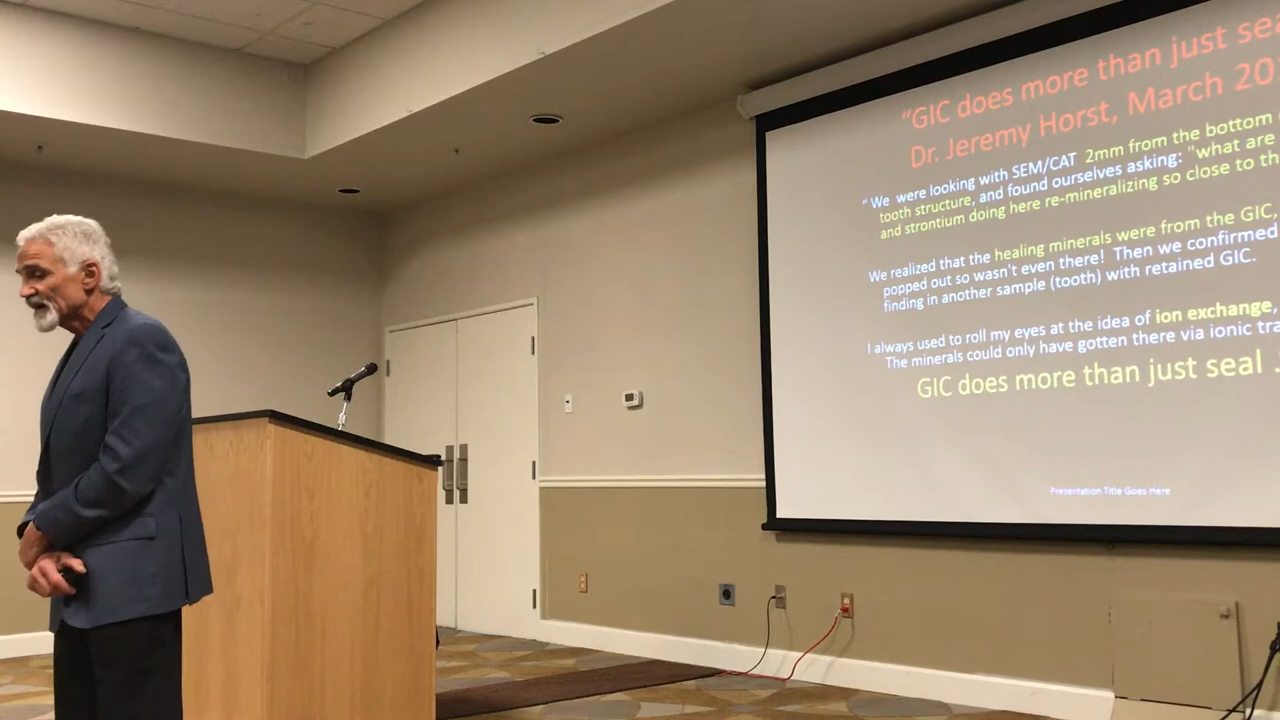 “GIC does more than just sea
Dr. Jeremy Horst, March 20
“ We were looking with SEM/CAT 2mm from the bottom
tooth structure, and found ourselves asking: "what are
and strontium doing here re-mineralizing so close to th
We realized that the healing minerals were from the GIC,
popped out so wasn't even there! Then we confirmed
finding in another sample (tooth) with retained GIC.
I always used to roll my eyes at the idea of ion exchange,
The minerals could only have gotten there via ionic tra
GIC does more than just seal .
Presentation Title Goes Here